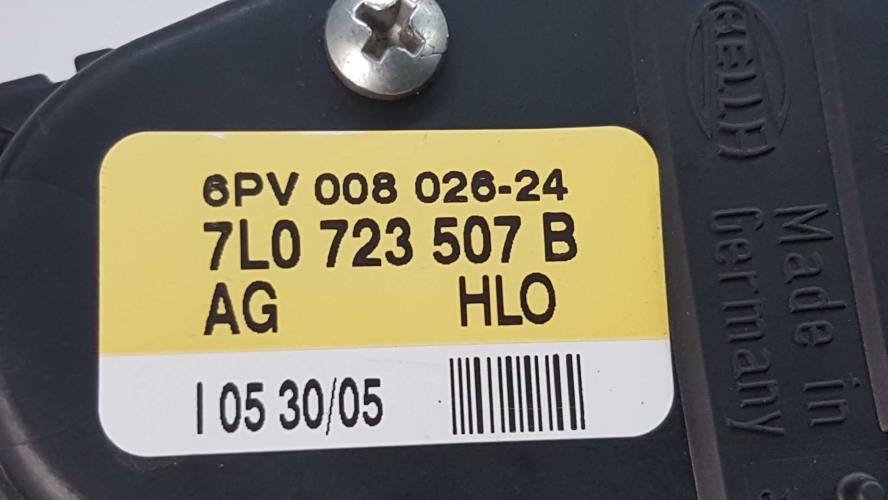 6PV 008 026-24
7L0 723 507 B
AG HLO
I 05 30/05
HELLA
Made in
Germany